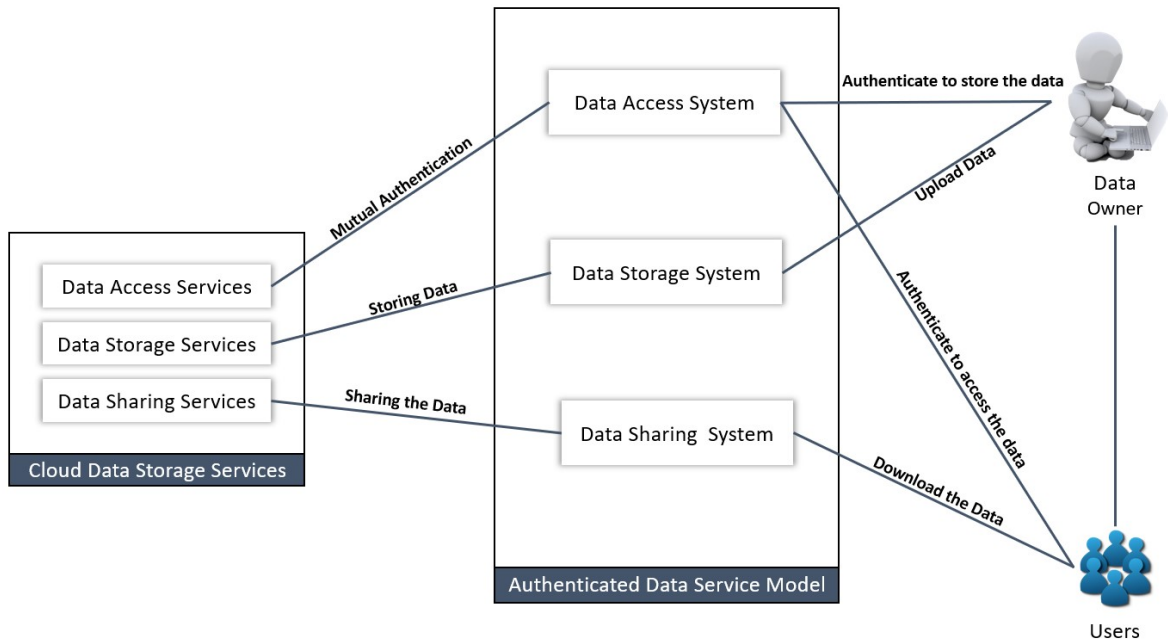 Data Access System
Authenticate to store the data
Mutual Authentication
Upload Data
Data
Owner
Data Access Services
Storing Data
Data Storage System
Data Storage Services
Authenticate to access the data
Data Sharing Services
Sharing the Data
Data Sharing System
Cloud Data Storage Services
Download the Data
Authenticated Data Service Model
Users